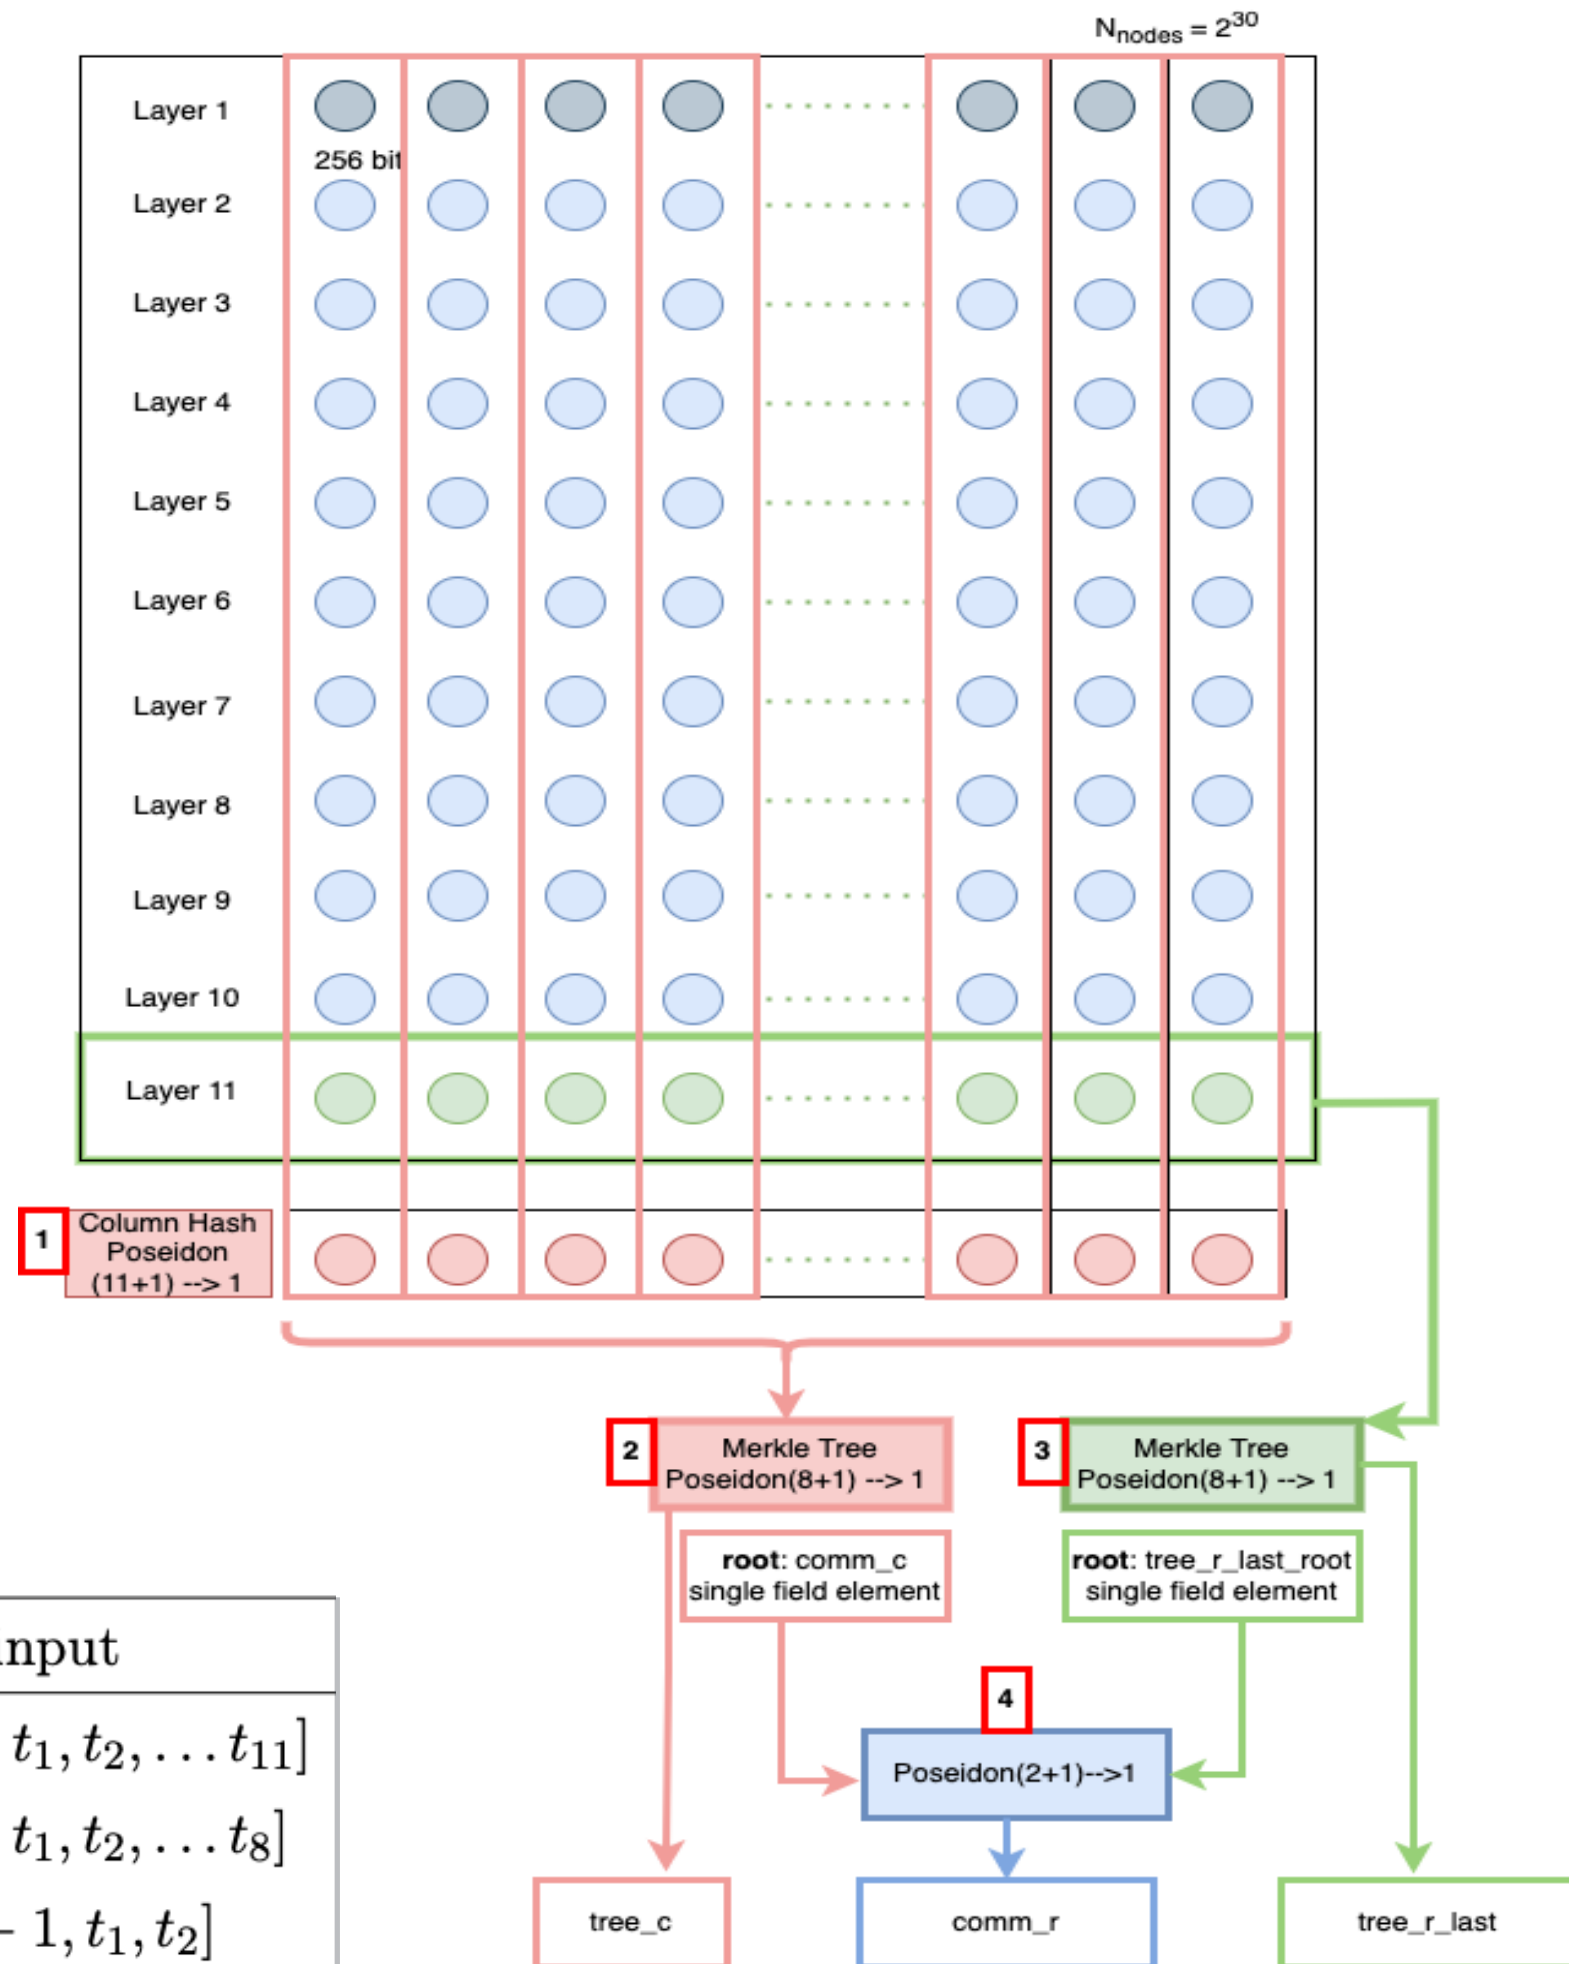 N_nodes = 2^30
Layer 1
256 bit
Layer 2
Layer 3
Layer 4
Layer 5
Layer 6
Layer 7
Layer 8
Layer 9
Layer 10
Layer 11
1
Column Hash
Poseidon
(11+1) --> 1
2
Merkle Tree
Poseidon(8+1) --> 1
3
Merkle Tree
Poseidon(8+1) --> 1
root: comm_c
single field element
root: tree_r_last_root
single field element
4
Poseidon(2+1)-->1
tree_c
comm_r
tree_r_last
t₁, t₂, … t₁₁]
t₁, t₂, … t₈]
- 1, t₁, t₂]